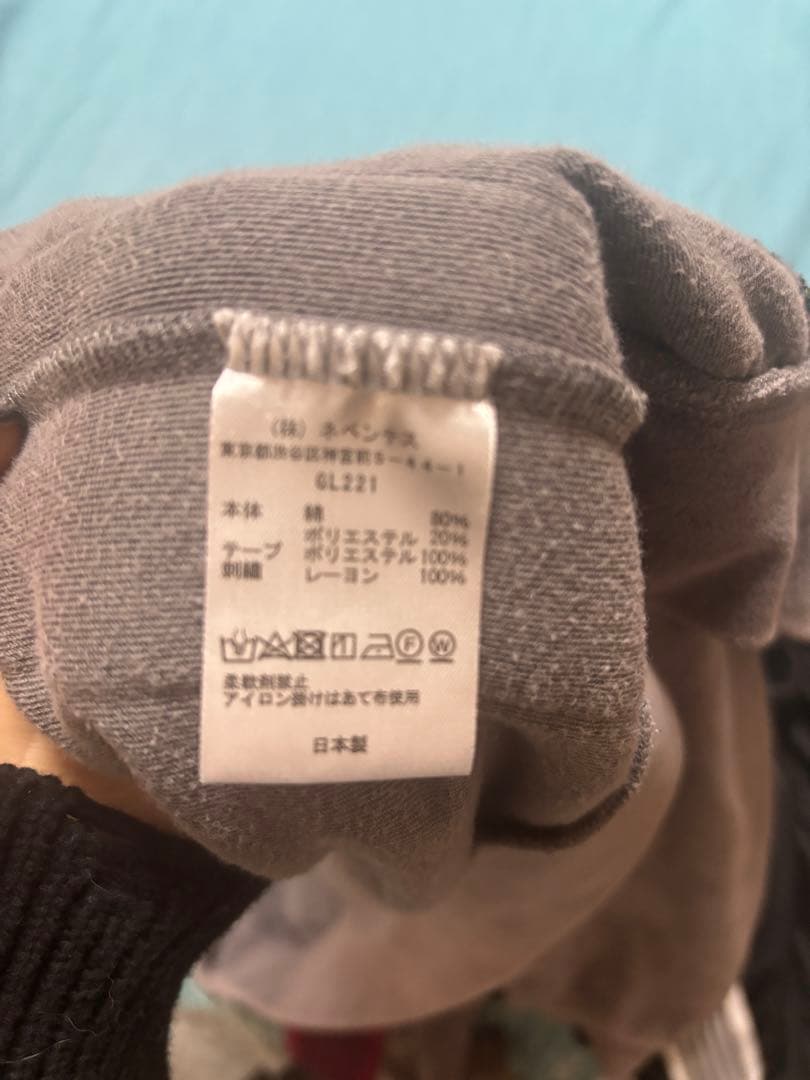 (株) ネペンテス
東京都渋谷区神宮前5-44-1
GL221
本体 綿 80%
ポリエステル 20%
テープ ポリエステル 100%
刺繍 レーヨン 100%
F W
柔軟剤禁止
アイロン掛けはあて布使用
日本製